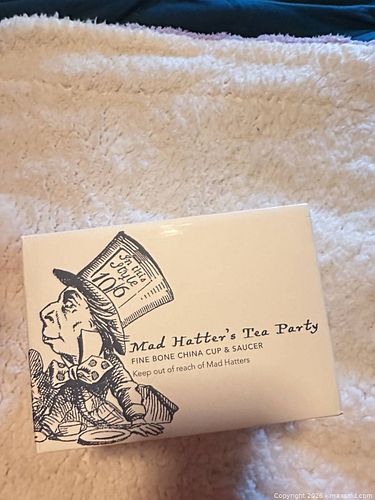 In this
Style
10/6
Mad Hatter's Tea Party
FINE BONE CHINA CUP & SAUCER
Keep out of reach of Mad Hatters
Copyright 2026 - maxsold.com